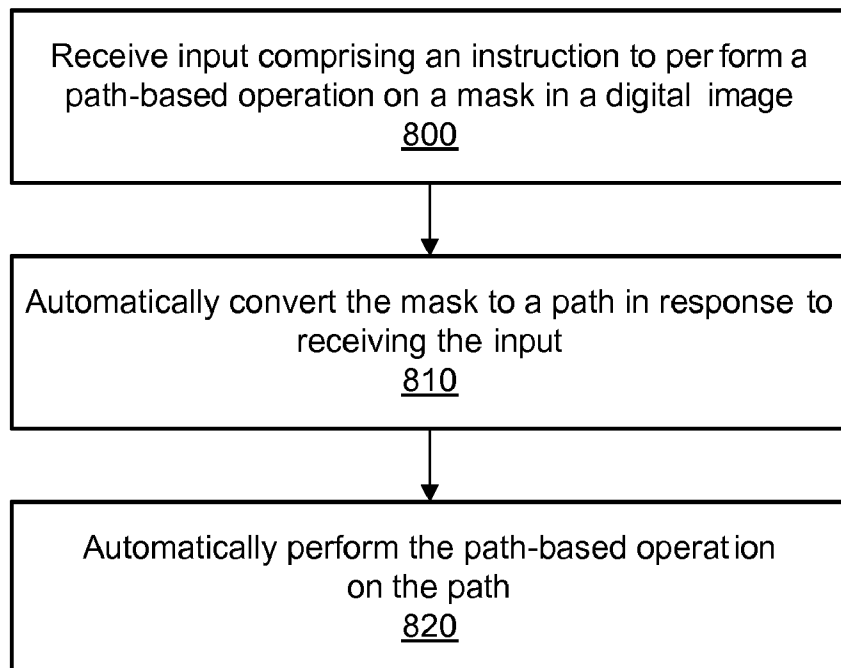 Receive input comprising an instruction to perform a
path-based operation on a mask in a digital image
800
Automatically convert the mask to a path in response to
receiving the input
810
Automatically perform the path-based operation
on the path
820